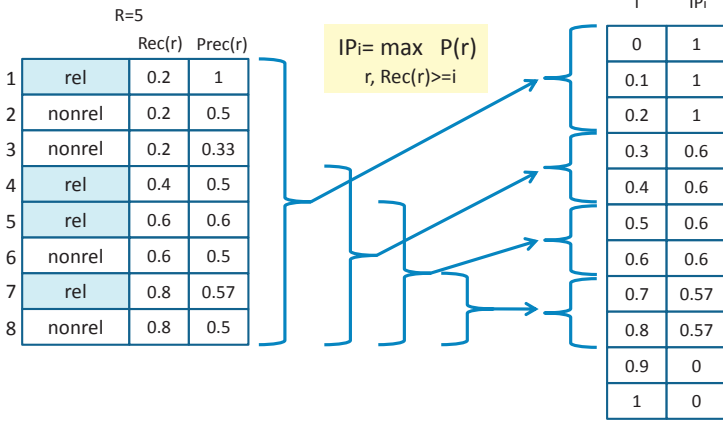 R=5
Rec(r) Prec(r)
1 rel 0.2 1
2 nonrel 0.2 0.5
3 nonrel 0.2 0.33
4 rel 0.4 0.5
5 rel 0.6 0.6
6 nonrel 0.6 0.5
7 rel 0.8 0.57
8 nonrel 0.8 0.5
IPi= max P(r)
r, Rec(r)>=i
IPi
0 1
0.1 1
0.2 1
0.3 0.6
0.4 0.6
0.5 0.6
0.6 0.6
0.7 0.57
0.8 0.57
0.9 0
1 0